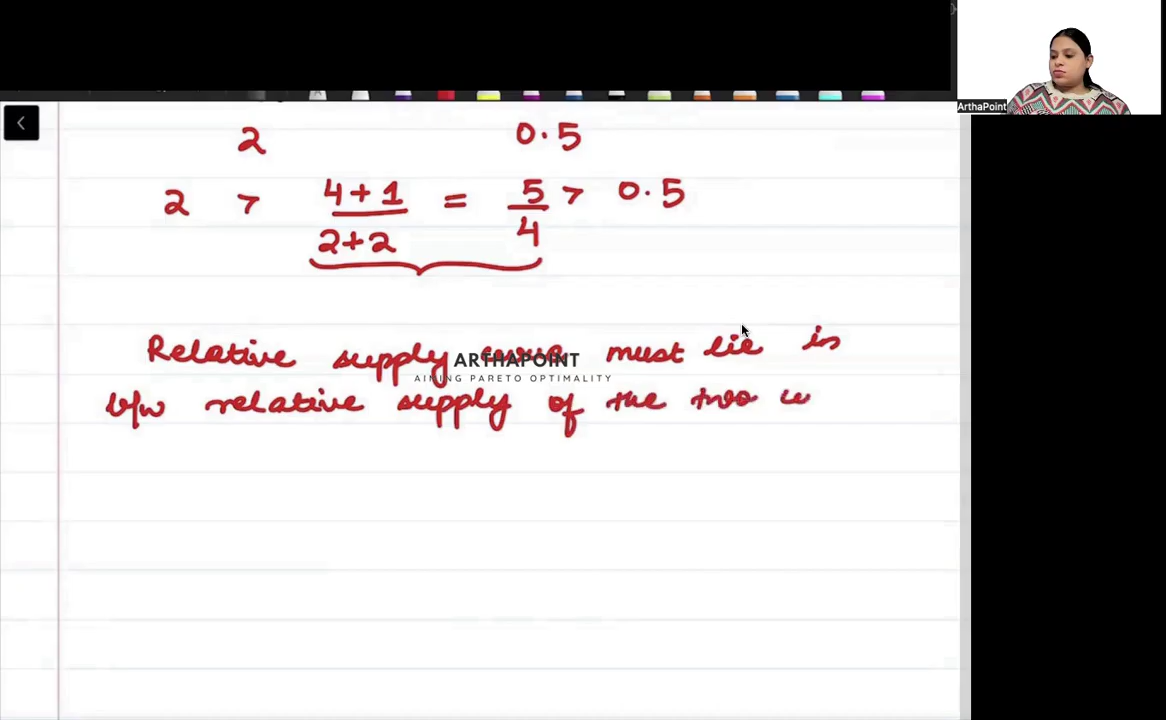 ArthaPoint
2 0.5
2 > 4+1 = 5 > 0.5
2+2 4
Relative supply curve must lie in
ARTHAPOINT
AIMING PARETO OPTIMALITY
b/w relative supply of the two